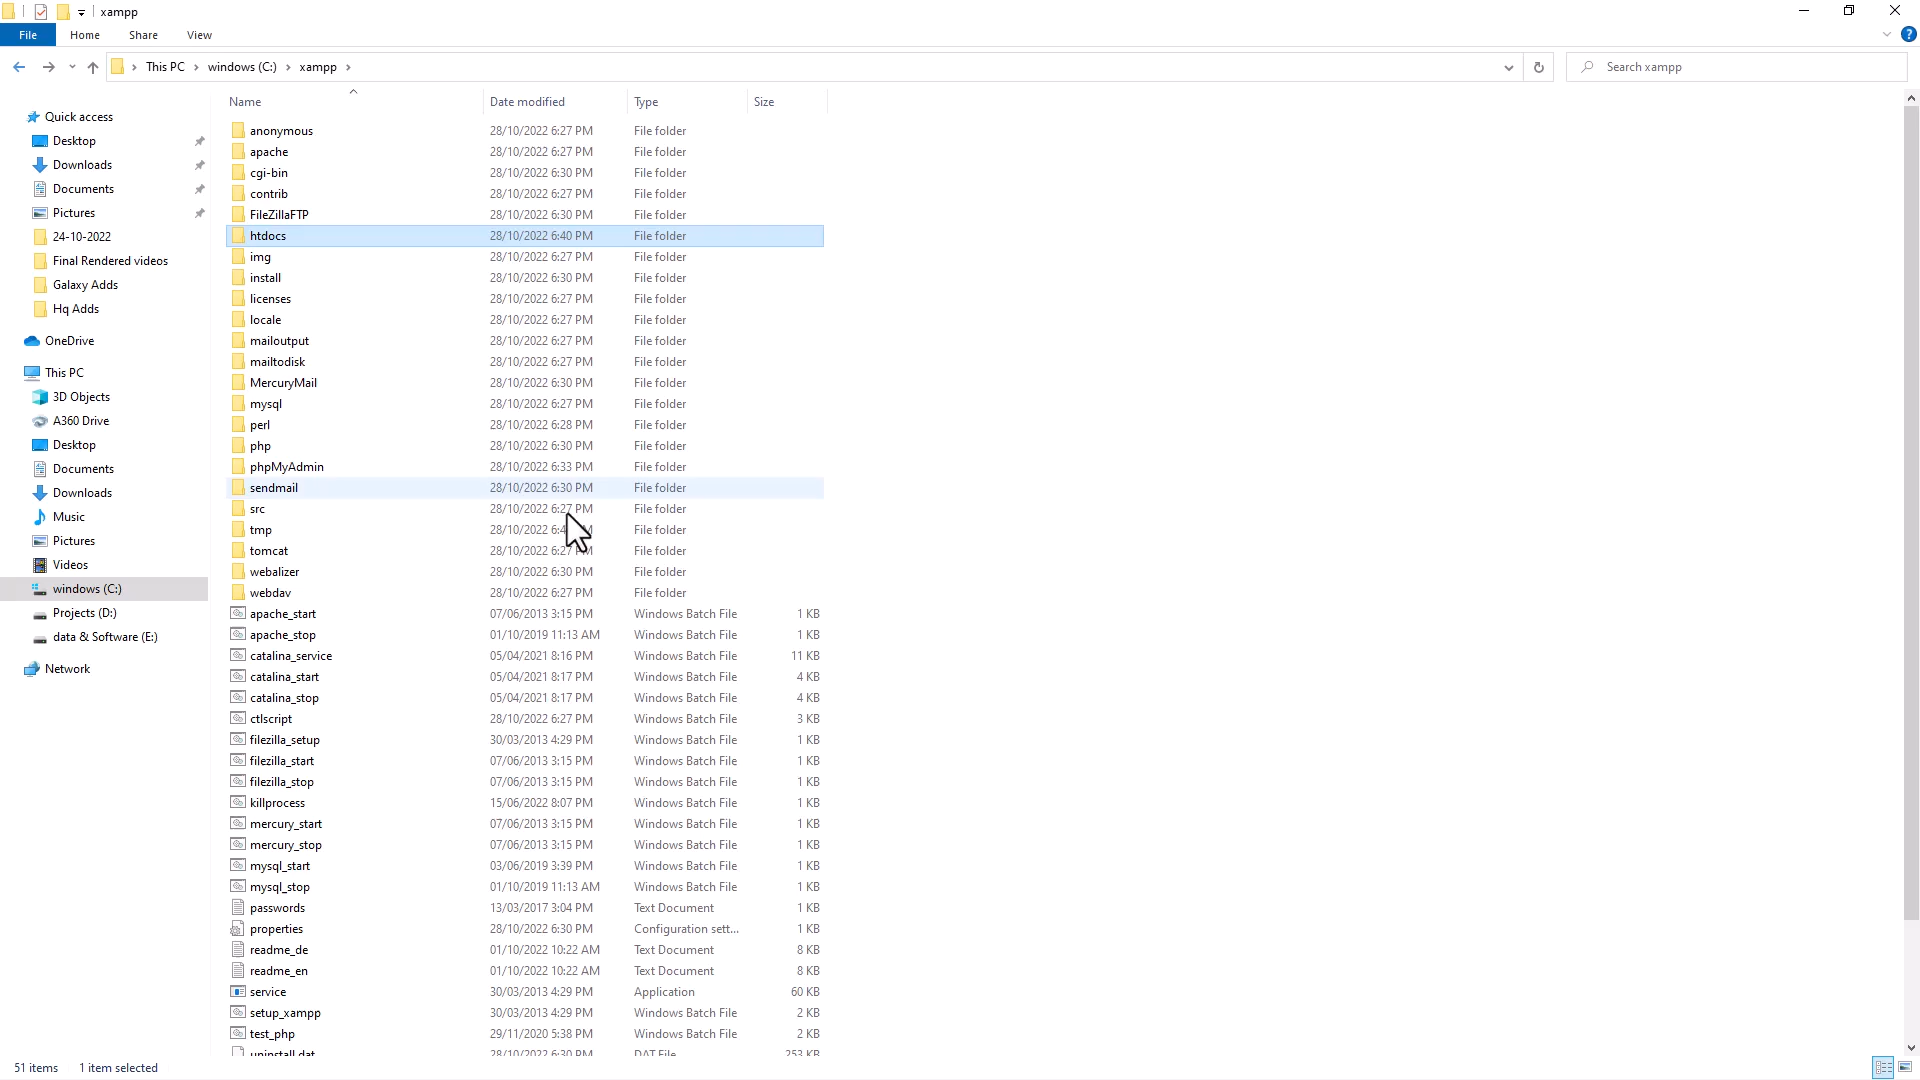 xampp
File Home Share View
This PC windows (C:) xampp Search xampp
Name Date modified Type Size
Quick access
Desktop
Downloads
Documents
Pictures
24-10-2022
Final Rendered videos
Galaxy Adds
Hq Adds
OneDrive
This PC
3D Objects
A360 Drive
Desktop
Documents
Downloads
Music
Pictures
Videos
windows (C:)
Projects (D:)
data & Software (E:)
Network
anonymous 28/10/2022 6:27 PM File folder
apache 28/10/2022 6:27 PM File folder
cgi-bin 28/10/2022 6:30 PM File folder
contrib 28/10/2022 6:27 PM File folder
FileZillaFTP 28/10/2022 6:30 PM File folder
htdocs 28/10/2022 6:40 PM File folder
img 28/10/2022 6:27 PM File folder
install 28/10/2022 6:30 PM File folder
licenses 28/10/2022 6:27 PM File folder
locale 28/10/2022 6:27 PM File folder
mailoutput 28/10/2022 6:27 PM File folder
mailtodisk 28/10/2022 6:27 PM File folder
MercuryMail 28/10/2022 6:30 PM File folder
mysql 28/10/2022 6:27 PM File folder
perl 28/10/2022 6:28 PM File folder
php 28/10/2022 6:30 PM File folder
phpMyAdmin 28/10/2022 6:33 PM File folder
sendmail 28/10/2022 6:30 PM File folder
src 28/10/2022 6:27 PM File folder
tmp 28/10/2022 File folder
tomcat 28/10/2022 6:27 PM File folder
webalizer 28/10/2022 6:30 PM File folder
webdav 28/10/2022 6:27 PM File folder
apache_start 07/06/2013 3:15 PM Windows Batch File 1 KB
apache_stop 01/10/2019 11:13 AM Windows Batch File 1 KB
catalina_service 05/04/2021 8:16 PM Windows Batch File 11 KB
catalina_start 05/04/2021 8:17 PM Windows Batch File 4 KB
catalina_stop 05/04/2021 8:17 PM Windows Batch File 4 KB
ctlscript 28/10/2022 6:27 PM Windows Batch File 3 KB
filezilla_setup 30/03/2013 4:29 PM Windows Batch File 1 KB
filezilla_start 07/06/2013 3:15 PM Windows Batch File 1 KB
filezilla_stop 07/06/2013 3:15 PM Windows Batch File 1 KB
killprocess 15/06/2022 8:07 PM Windows Batch File 1 KB
mercury_start 07/06/2013 3:15 PM Windows Batch File 1 KB
mercury_stop 07/06/2013 3:15 PM Windows Batch File 1 KB
mysql_start 03/06/2019 3:39 PM Windows Batch File 1 KB
mysql_stop 01/10/2019 11:13 AM Windows Batch File 1 KB
passwords 13/03/2017 3:04 PM Text Document 1 KB
properties 28/10/2022 6:30 PM Configuration sett... 1 KB
readme_de 01/10/2022 10:22 AM Text Document 8 KB
readme_en 01/10/2022 10:22 AM Text Document 8 KB
service 30/03/2013 4:29 PM Application 60 KB
setup_xampp 30/03/2013 4:29 PM Windows Batch File 2 KB
test_php 29/11/2020 5:38 PM Windows Batch File 2 KB
uninstall.dat 28/10/2022 6:30 PM DAT File 253 KB
51 items 1 item selected